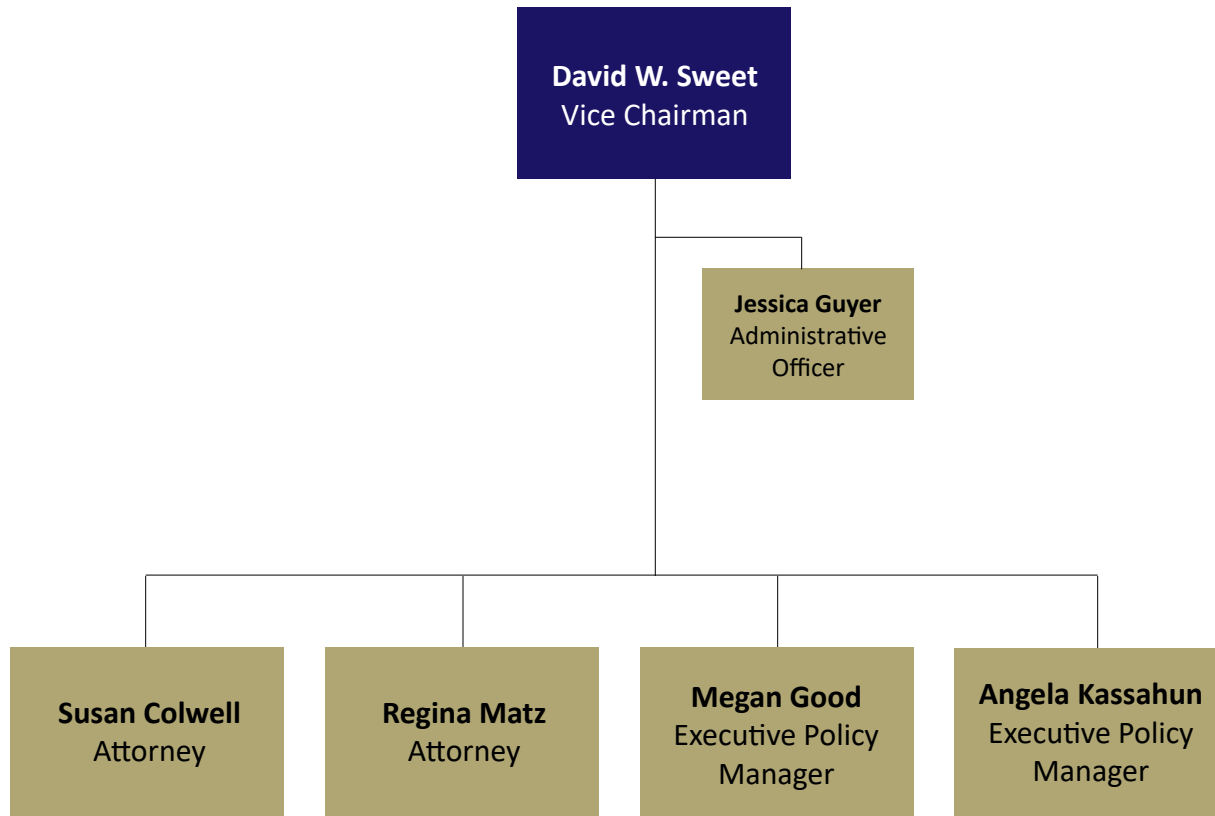 David W. Sweet
Vice Chairman
Jessica Guyer
Administrative
Officer
Susan Colwell
Attorney
Regina Matz
Attorney
Megan Good
Executive Policy
Manager
Angela Kassahun
Executive Policy
Manager